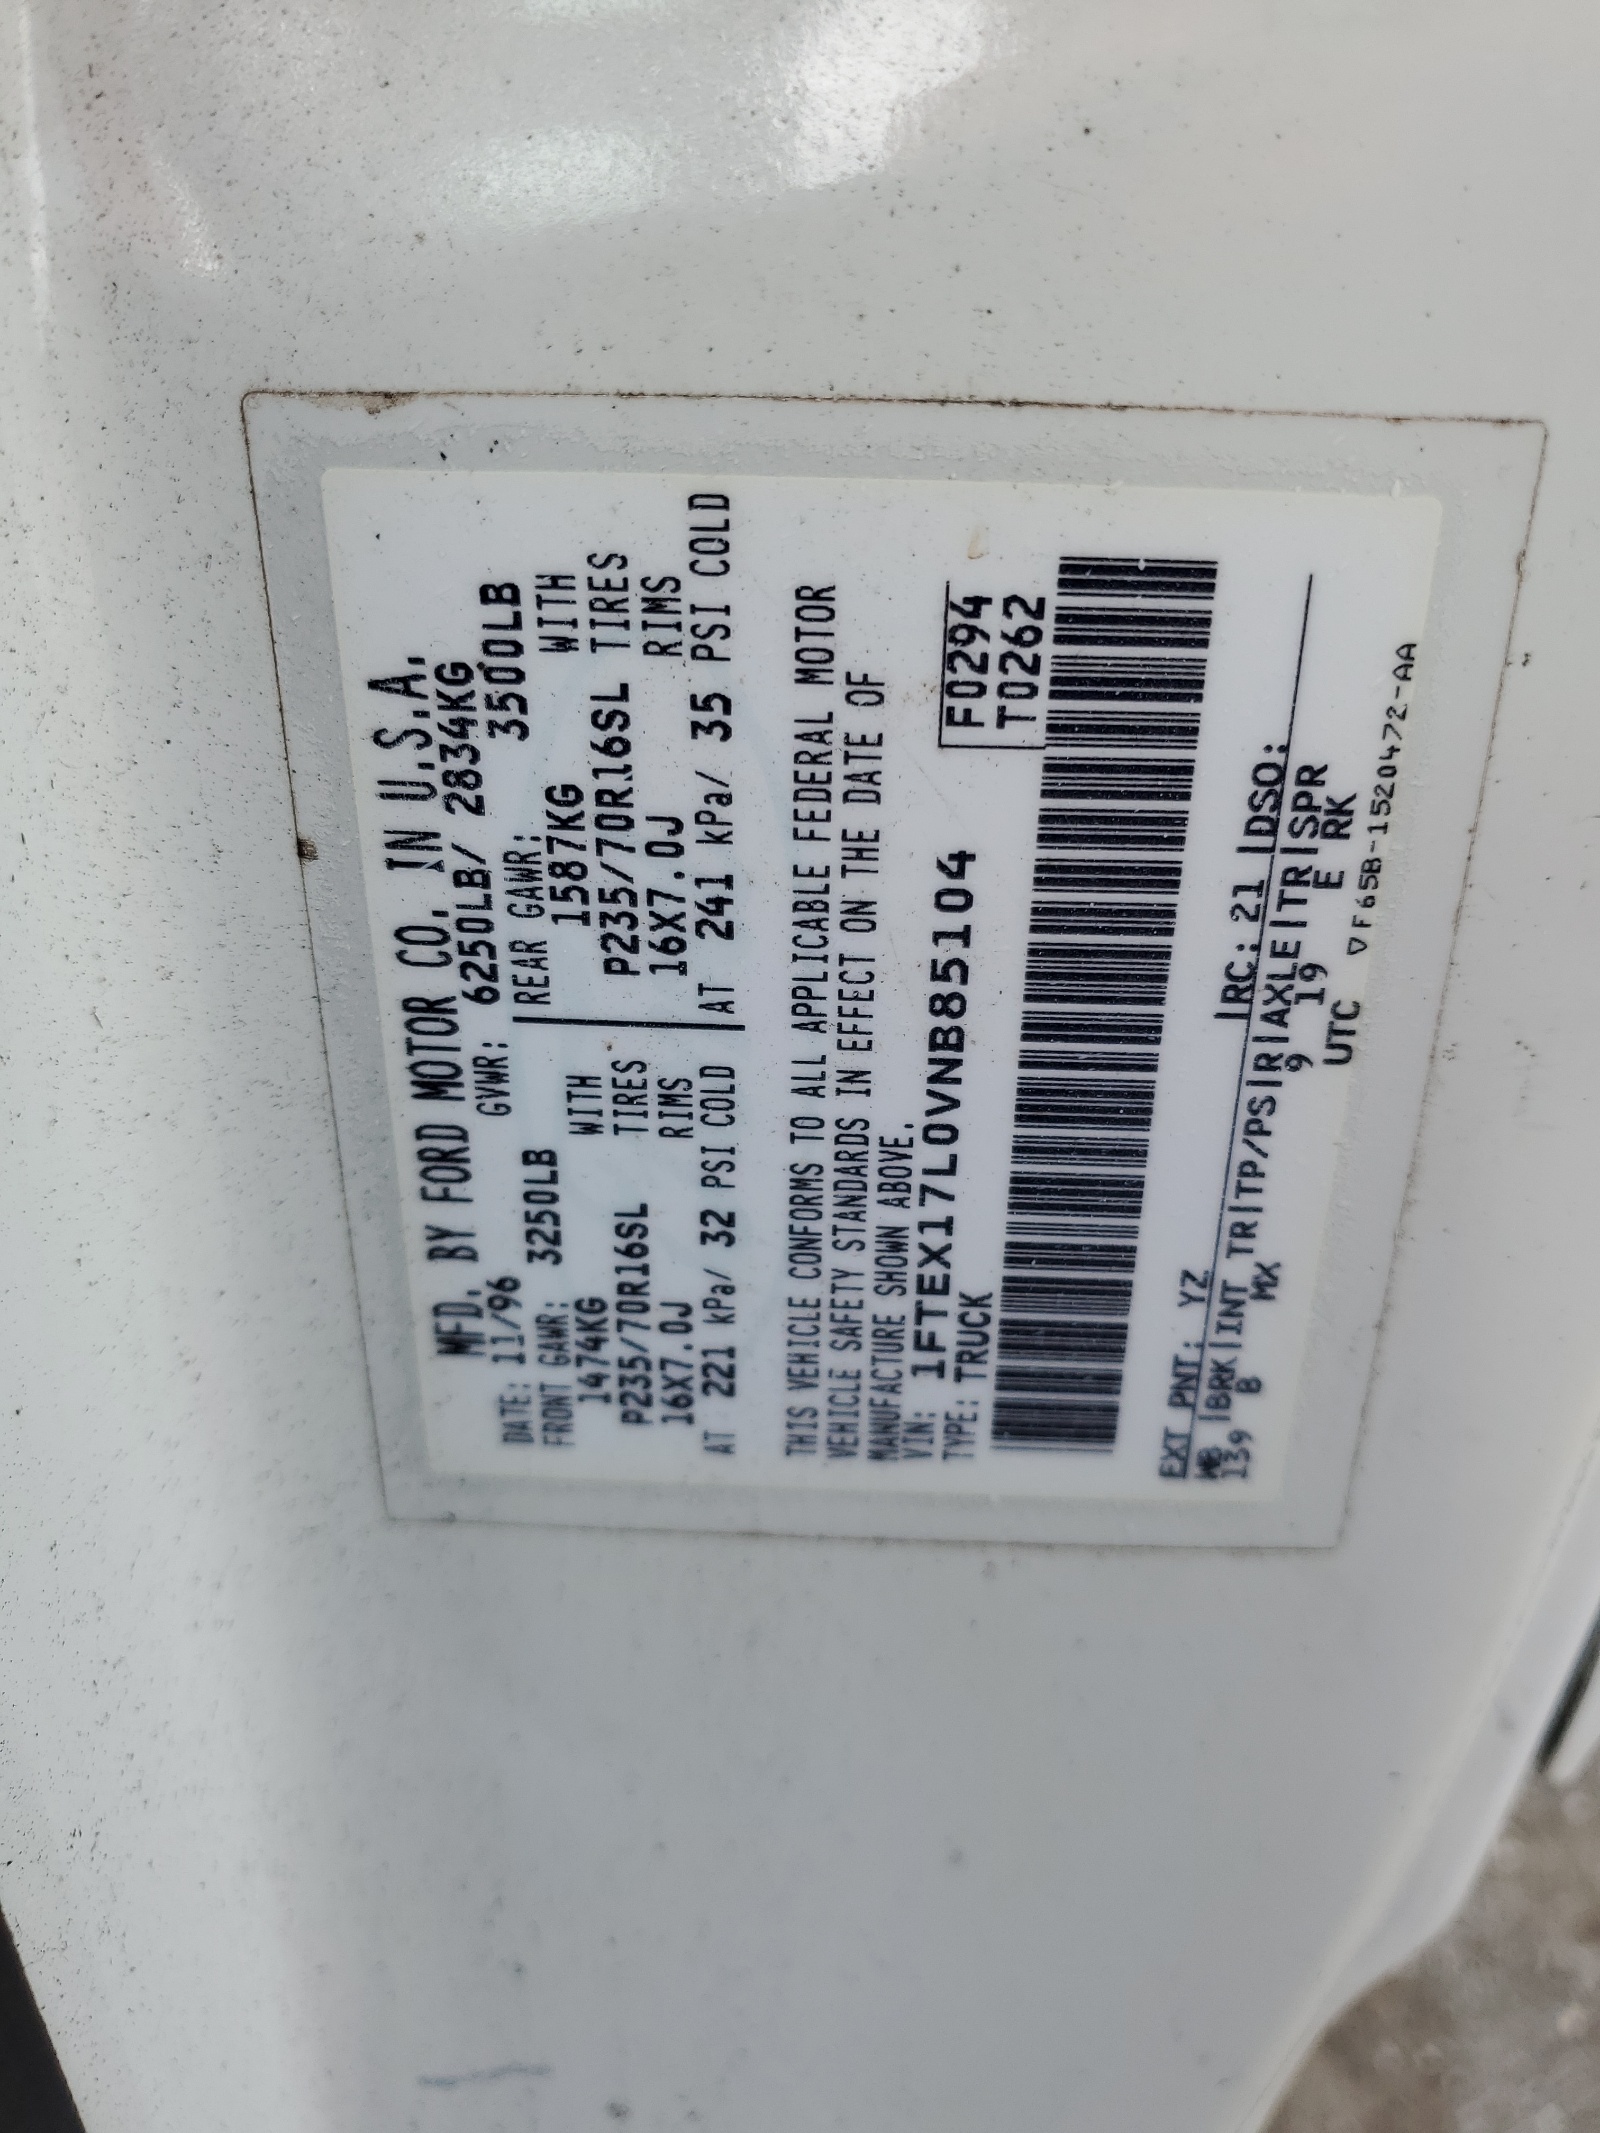 MFD. BY FORD MOTOR CO. IN U.S.A.
DATE: 11/96 GVWR: 6250LB/ 2834KG
FRONT GAWR: 3250LB REAR GAWR: 3500LB
1474KG WITH 1587KG WITH
P235/70R16SL TIRES P235/70R16SL TIRES
16X7.0J RIMS 16X7.0J RIMS
AT 221 kPa/ 32 PSI COLD AT 241 kPa/ 35 PSI COLD
THIS VEHICLE CONFORMS TO ALL APPLICABLE FEDERAL MOTOR
VEHICLE SAFETY STANDARDS IN EFFECT ON THE DATE OF
MANUFACTURE SHOWN ABOVE.
VIN: 1FTEX17L0VNB85104 F0294
TYPE: TRUCK T0262
EXT PNT: YZ RC: 21 DSO:
WB BRK INT TR TP/PS R AXLE TR SPR
139 B MX 9 19 E RK
UTC ▽F65B-1520472-AA